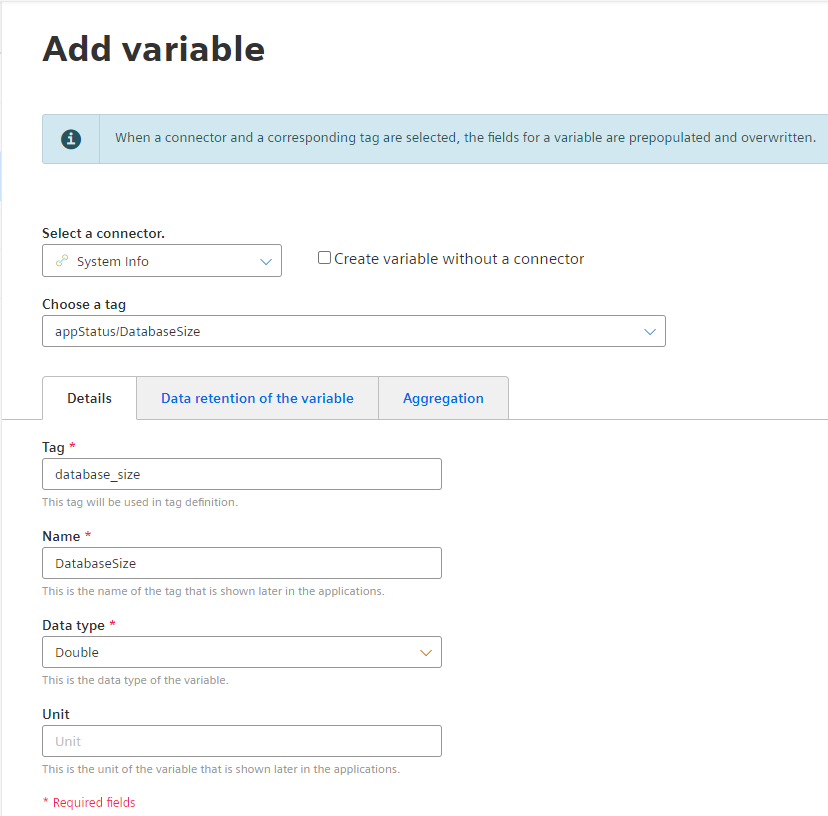 Add variable
When a connector and a corresponding tag are selected, the fields for a variable are prepopulated and overwritten.
Select a connector.
System Info
Create variable without a connector
Choose a tag
appStatus/DatabaseSize
Details Data retention of the variable Aggregation
Tag *
database_size
This tag will be used in tag definition.
Name *
DatabaseSize
This is the name of the tag that is shown later in the applications.
Data type *
Double
This is the data type of the variable.
Unit
Unit
This is the unit of the variable that is shown later in the applications.
* Required fields